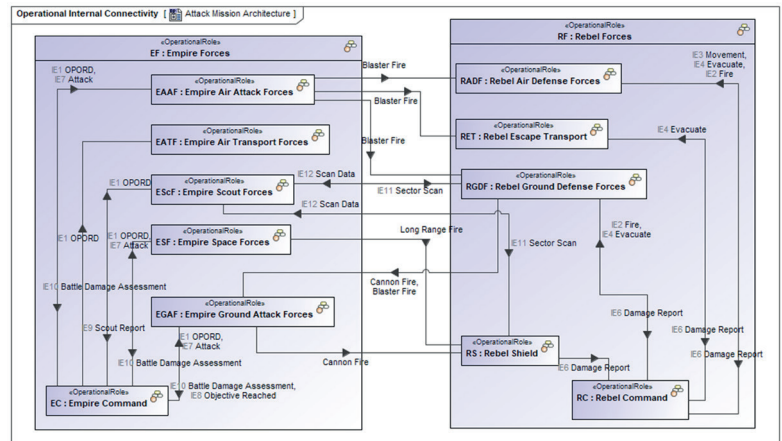 Operational Internal Connectivity [ Attack Mission Architecture ]
«OperationalRole»
EF : Empire Forces
«OperationalRole»
RF : Rebel Forces
IE1 OPORD,
IE7 Attack
«OperationalRole»
EAAF : Empire Air Attack Forces
Blaster Fire
Blaster Fire
Blaster Fire
«OperationalRole»
RADF : Rebel Air Defense Forces
IE3 Movement,
IE4 Evacuate,
IE2 Fire
«OperationalRole»
EATF : Empire Air Transport Forces
«OperationalRole»
RET : Rebel Escape Transport
IE4 Evacuate
IE1 OPORD
«OperationalRole»
EScF : Empire Scout Forces
IE12 Scan Data
IE11 Sector Scan
IE12 Scan Data
«OperationalRole»
RGDF : Rebel Ground Defense Forces
IE1 OPORD
IE1 OPORD,
IE7 Attack
«OperationalRole»
ESF : Empire Space Forces
Long Range Fire
IE11 Sector Scan
IE2 Fire,
IE4 Evacuate
IE10 Battle Damage Assessment
«OperationalRole»
EGAF : Empire Ground Attack Forces
Cannon Fire,
Blaster Fire
IE9 Scout Report
IE1 OPORD,
IE7 Attack
IE6 Damage Report
IE6 Damage Report
IE6 Damage Report
IE10 Battle Damage Assessment
Cannon Fire
«OperationalRole»
RS : Rebel Shield
IE6 Damage Report
«OperationalRole»
EC : Empire Command
IE10 Battle Damage Assessment,
IE8 Objective Reached
«OperationalRole»
RC : Rebel Command